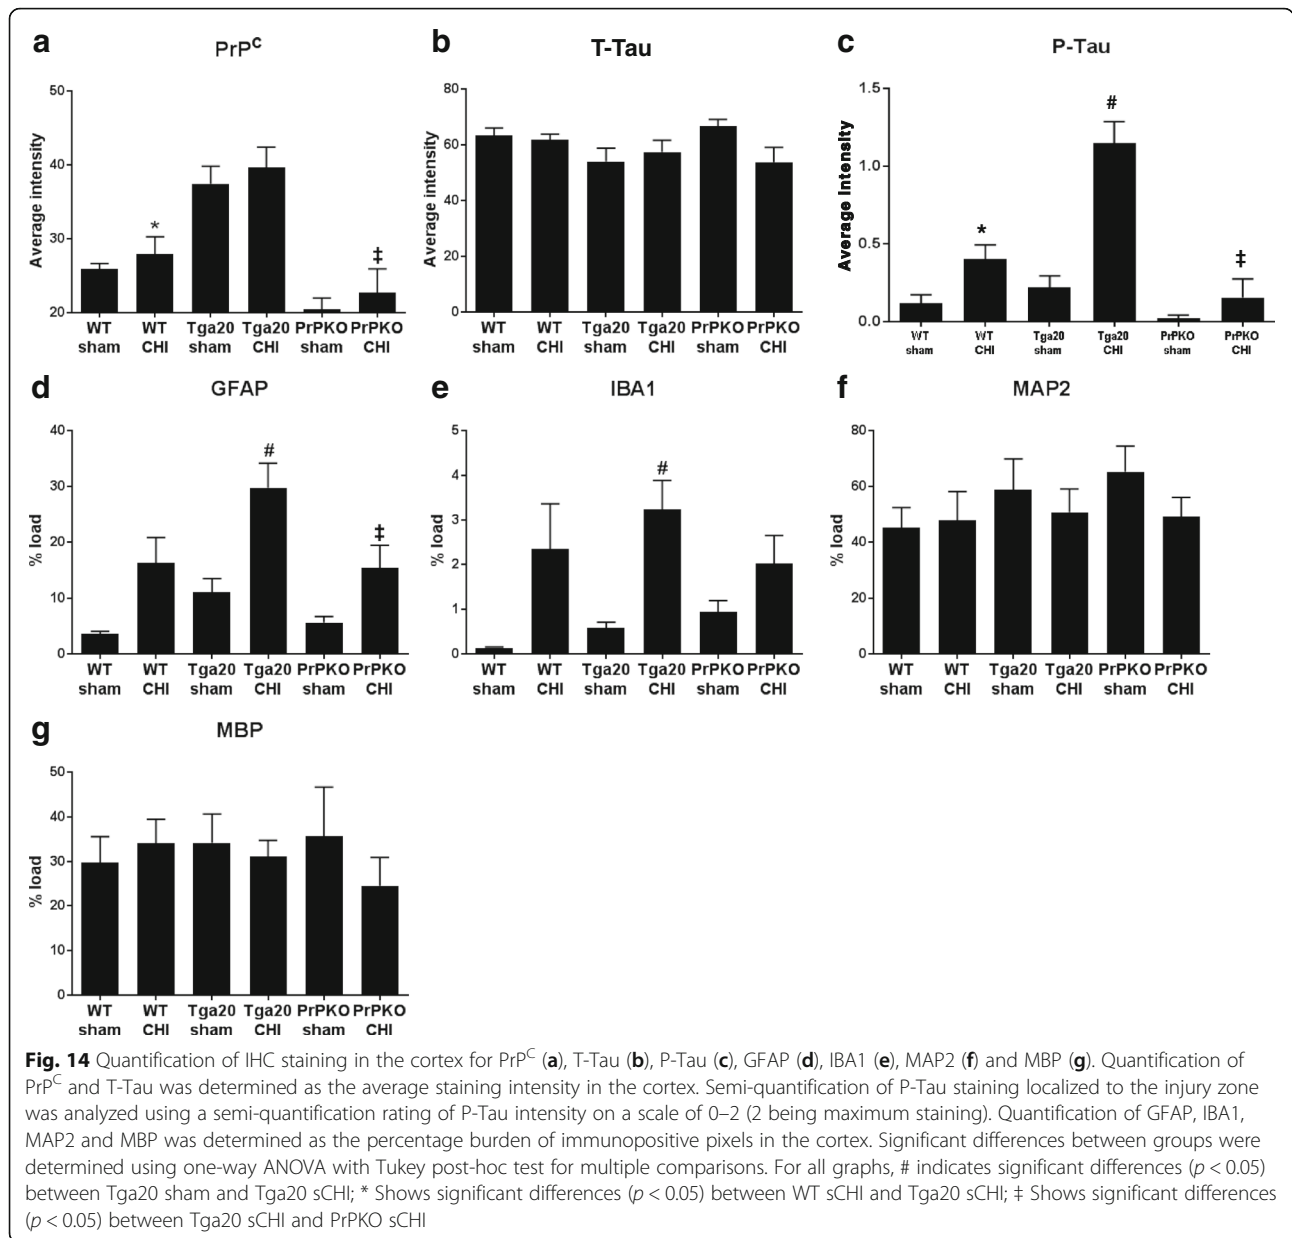 a
PrP^C
Average intensity
50
40
30
20
*
‡
WT sham
WT CHI
Tga20 sham
Tga20 CHI
PrPKO sham
PrPKO CHI
b
T-Tau
Average intensity
80
60
40
20
0
WT sham
WT CHI
Tga20 sham
Tga20 CHI
PrPKO sham
PrPKO CHI
c
P-Tau
Average Intensity
1.5
1.0
0.5
0.0
*
#
‡
WT sham
WT CHI
Tga20 sham
Tga20 CHI
PrPKO sham
PrPKO CHI
d
GFAP
% load
40
30
20
10
0
#
‡
WT sham
WT CHI
Tga20 sham
Tga20 CHI
PrPKO sham
PrPKO CHI
e
IBA1
% load
5
4
3
2
1
0
#
WT sham
WT CHI
Tga20 sham
Tga20 CHI
PrPKO sham
PrPKO CHI
f
MAP2
% load
80
60
40
20
0
WT sham
WT CHI
Tga20 sham
Tga20 CHI
PrPKO sham
PrPKO CHI
g
MBP
% load
50
40
30
20
10
0
WT sham
WT CHI
Tga20 sham
Tga20 CHI
PrPKO sham
PrPKO CHI
Fig. 14 Quantification of IHC staining in the cortex for PrP^C (a), T-Tau (b), P-Tau (c), GFAP (d), IBA1 (e), MAP2 (f) and MBP (g). Quantification of
PrP^C and T-Tau was determined as the average staining intensity in the cortex. Semi-quantification of P-Tau staining localized to the injury zone
was analyzed using a semi-quantification rating of P-Tau intensity on a scale of 0–2 (2 being maximum staining). Quantification of GFAP, IBA1,
MAP2 and MBP was determined as the percentage burden of immunopositive pixels in the cortex. Significant differences between groups were
determined using one-way ANOVA with Tukey post-hoc test for multiple comparisons. For all graphs, # indicates significant differences (p < 0.05)
between Tga20 sham and Tga20 sCHI; * Shows significant differences (p < 0.05) between WT sCHI and Tga20 sCHI; ‡ Shows significant differences
(p < 0.05) between Tga20 sCHI and PrPKO sCHI